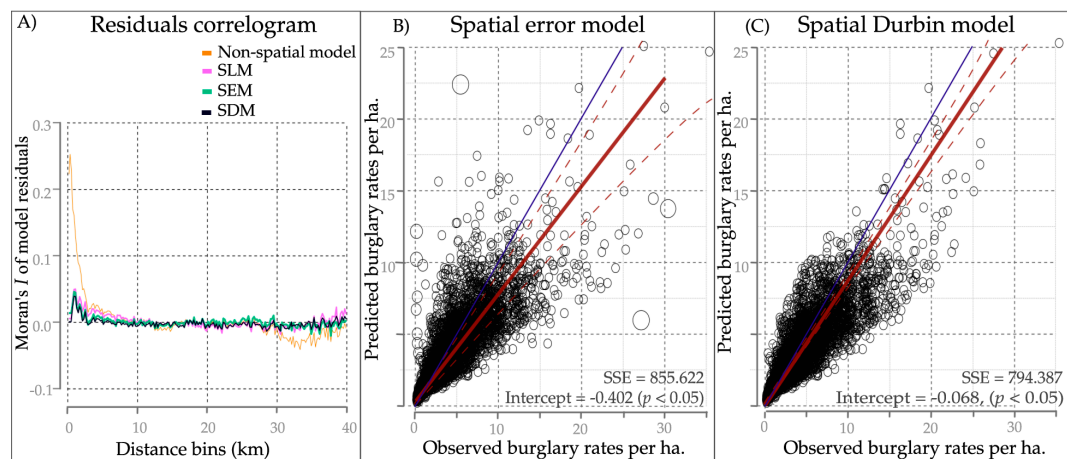 A)
Residuals correlogram
Non-spatial model
SLM
SEM
SDM
Moran's I of model residuals
0.3
0.2
0.1
0.0
-0.1
0
10
20
30
40
Distance bins (km)
B)
Spatial error model
Predicted burglary rates per ha.
25
20
15
10
SSE = 855.622
Intercept = -0.402 (p < 0.05)
0
10
20
30
Observed burglary rates per ha.
C)
Spatial Durbin model
Predicted burglary rates per ha.
25
20
15
10
SSE = 794.387
Intercept = -0.068, (p < 0.05)
0
10
20
30
Observed burglary rates per ha.